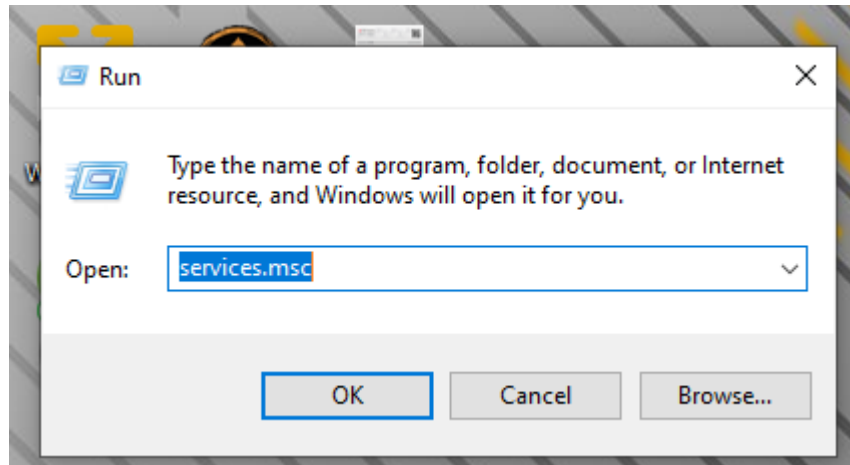 Run
Type the name of a program, folder, document, or Internet
resource, and Windows will open it for you.
Open:
services.msc
OK
Cancel
Browse...